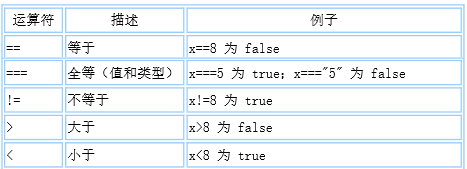 运算符 描述 例子
== 等于 x==8 为 false
=== 全等（值和类型） x===5 为 true；x==="5" 为 false
!= 不等于 x!=8 为 true
> 大于 x>8 为 false
< 小于 x<8 为 true